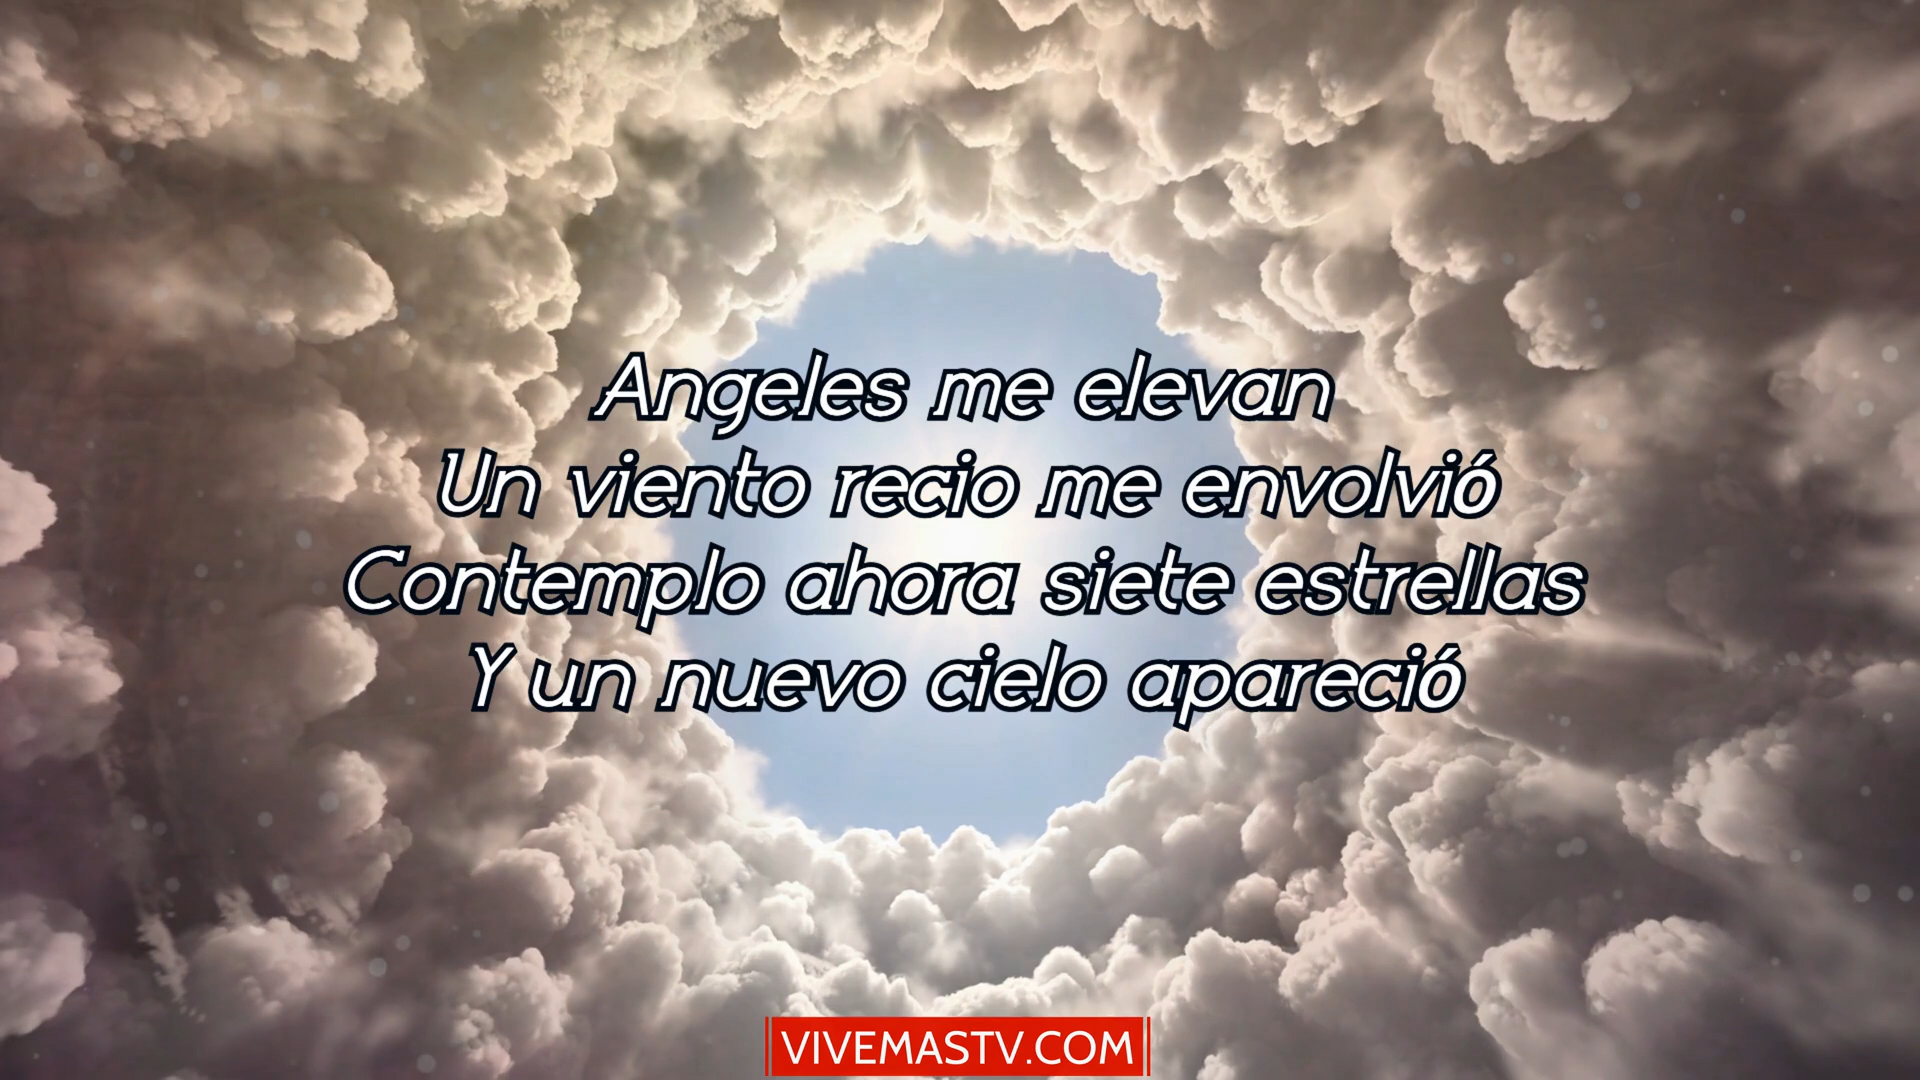 Angeles me elevan
Un viento recio me envolvió
Contemplo ahora siete estrellas
Y un nuevo cielo apareció
VIVEMASTV.COM